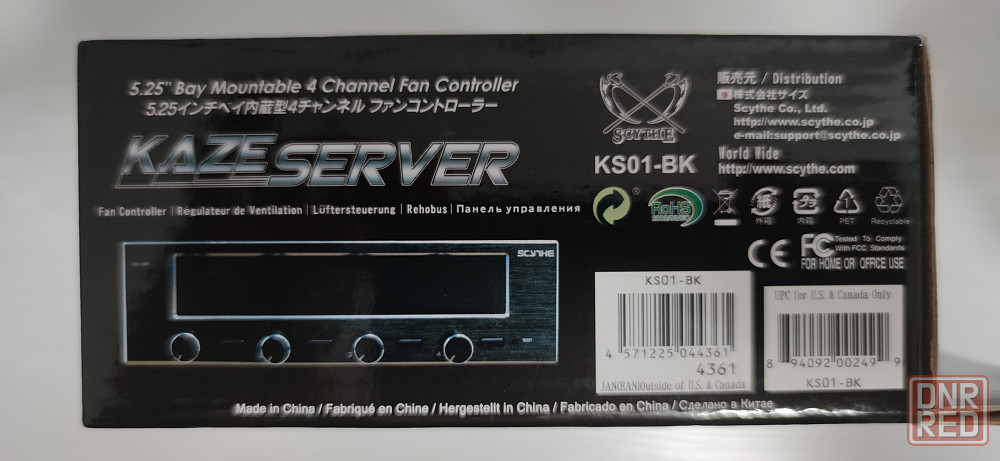 5.25" Bay Mountable 4 Channel Fan Controller
5.25インチベイ内蔵型4チャンネル ファンコントローラー
KAZE SERVER
Fan Controller | Régulateur de Ventilation | Lüftersteuerung | Rehobus | Панель управления
SCYTHE
SCYTHE
KS01-BK
販売元 / Distribution
株式会社サイズ
Scythe Co., Ltd.
http://www.scythe.co.jp
e-mail:support@scythe.co.jp
World Wide
http://www.scythe.com
®
RoHS
紙
外箱
内箱
1
PET
Recyclable
CE
FC
Tested To Comply
With FCC Standards
FOR HOME OR OFFICE USE
KS01-BK
4 571225 044361
4361
JAN(EAN)Outside of U.S. & Canada
UPC for U.S. & Canada Only
8 94092 00249 9
KS01-BK
Made in China / Fabriqué en Chine / Hergestellt in China / Fabricado en China / Сделано в Китае
DNR
RED